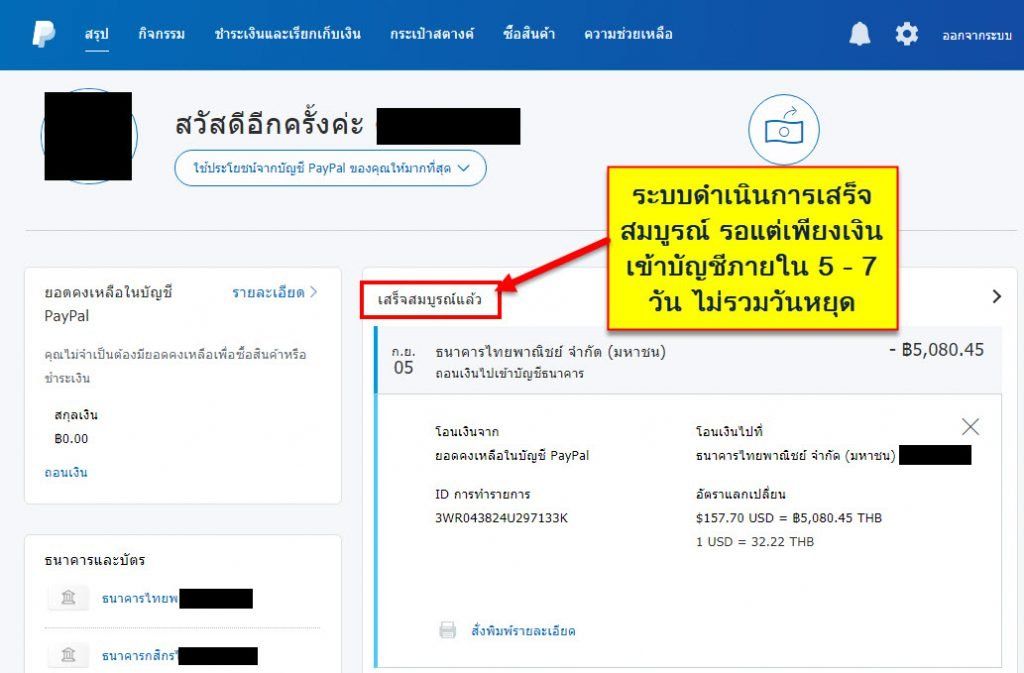 สรุป กิจกรรม ชำระเงินและเรียกเก็บเงิน กระเป๋าสตางค์ ซื้อสินค้า ความช่วยเหลือ ออกจากระบบ
สวัสดีอีกครั้งค่ะ
ใช้ประโยชน์จากบัญชี PayPal ของคุณให้มากที่สุด
ระบบดำเนินการเสร็จ
สมบูรณ์ รอแต่เพียงเงิน
เข้าบัญชีภายใน 5 - 7
วัน ไม่รวมวันหยุด
ยอดคงเหลือในบัญชี รายละเอียด
PayPal
คุณไม่จำเป็นต้องมียอดคงเหลือเพื่อซื้อสินค้าหรือ
ชำระเงิน
สกุลเงิน
฿0.00
ถอนเงิน
ธนาคารและบัตร
ธนาคารไทยพ
ธนาคารกสิกร
เสร็จสมบูรณ์แล้ว
ก.ย. ธนาคารไทยพาณิชย์ จำกัด (มหาชน) - ฿5,080.45
05 ถอนเงินไปเข้าบัญชีธนาคาร
โอนเงินจาก
ยอดคงเหลือในบัญชี PayPal
ID การทำรายการ
3WR043824U297133K
โอนเงินไปที่
ธนาคารไทยพาณิชย์ จำกัด (มหาชน)
อัตราแลกเปลี่ยน
$157.70 USD = ฿5,080.45 THB
1 USD = 32.22 THB
สั่งพิมพ์รายละเอียด